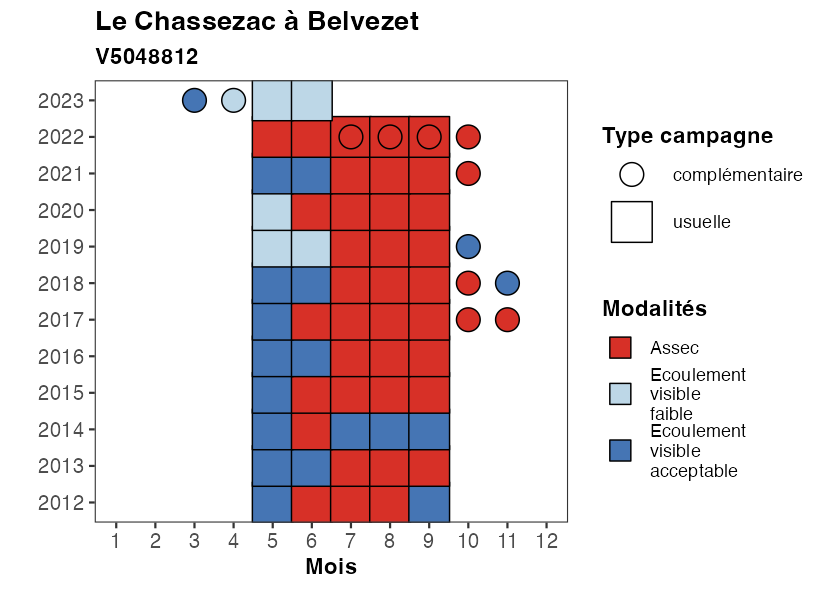 Le Chassezac à Belvezet
V5048812
2023
2022
2021
2020
2019
2018
2017
2016
2015
2014
2013
2012
1 2 3 4 5 6 7 8 9 10 11 12
Mois
Type campagne
complémentaire
usuelle
Modalités
Assec
Ecoulement
visible
faible
Ecoulement
visible
acceptable